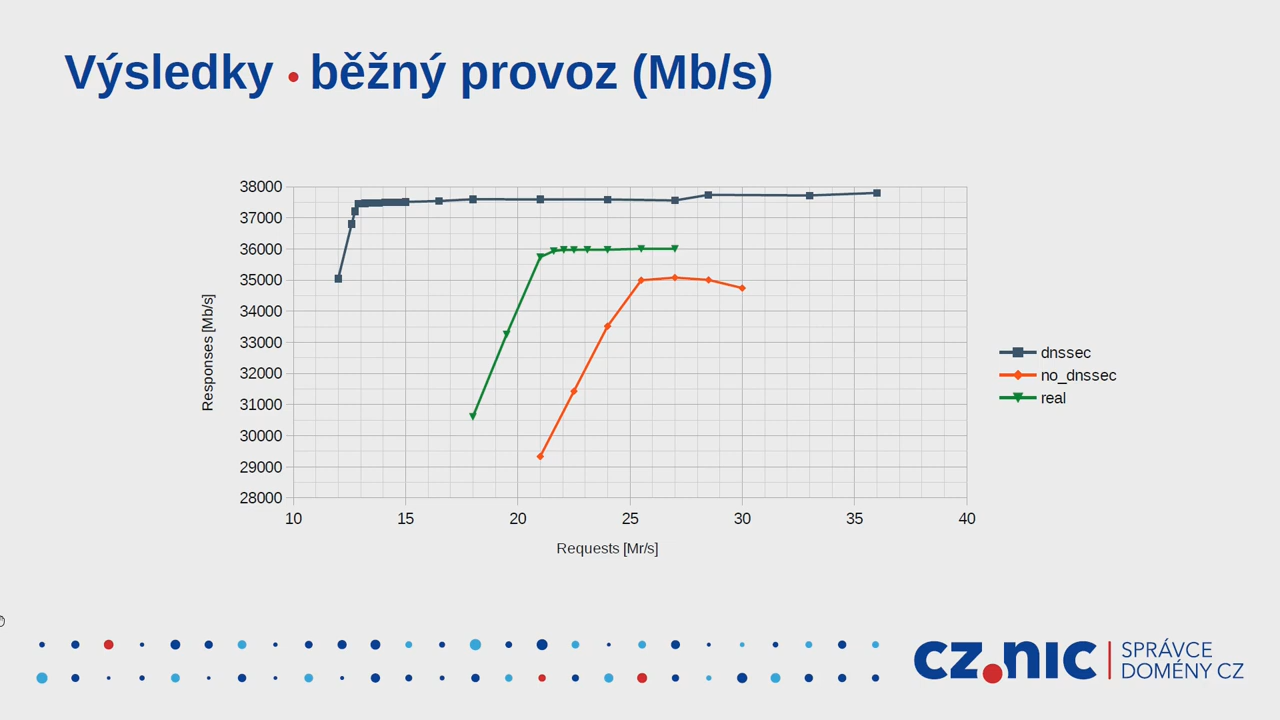 Výsledky • běžný provoz (Mb/s)
38000
37000
36000
35000
34000
33000
32000
31000
30000
29000
28000
Responses [Mb/s]
10 15 20 25 30 35 40
Requests [Mr/s]
dnssec
no_dnssec
real
cz.nic
SPRÁVCE
DOMÉNY CZ